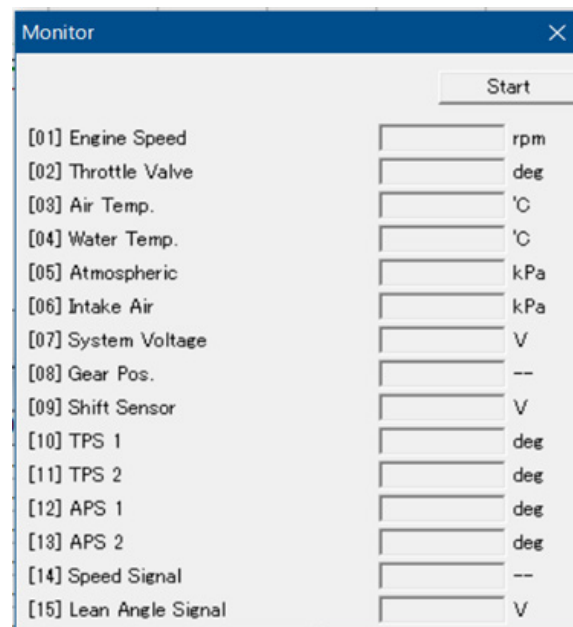 Monitor
Start
[01] Engine Speed rpm
[02] Throttle Valve deg
[03] Air Temp. 'C
[04] Water Temp. 'C
[05] Atmospheric kPa
[06] Intake Air kPa
[07] System Voltage V
[08] Gear Pos. --
[09] Shift Sensor V
[10] TPS 1 deg
[11] TPS 2 deg
[12] APS 1 deg
[13] APS 2 deg
[14] Speed Signal --
[15] Lean Angle Signal V